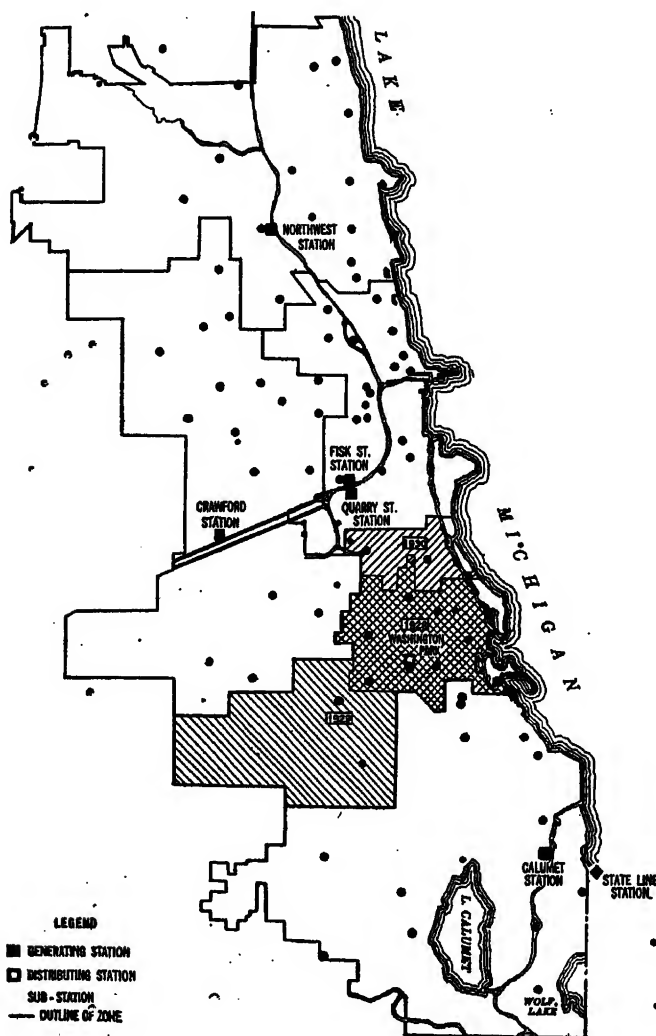 LAKE
NORTHWEST
STATION
FISK ST.
STATION
CRAWFORD
STATION
QUARRY ST.
STATION
MICHIGAN
WASHINGTON
PARK
CALUMET
STATION
STATE LINE
STATION.
L. CALUMET
WOLF.
LAKE
LEGEND
GENERATING STATION
DISTRIBUTING STATION
SUB-STATION
OUTLINE OF ZONE